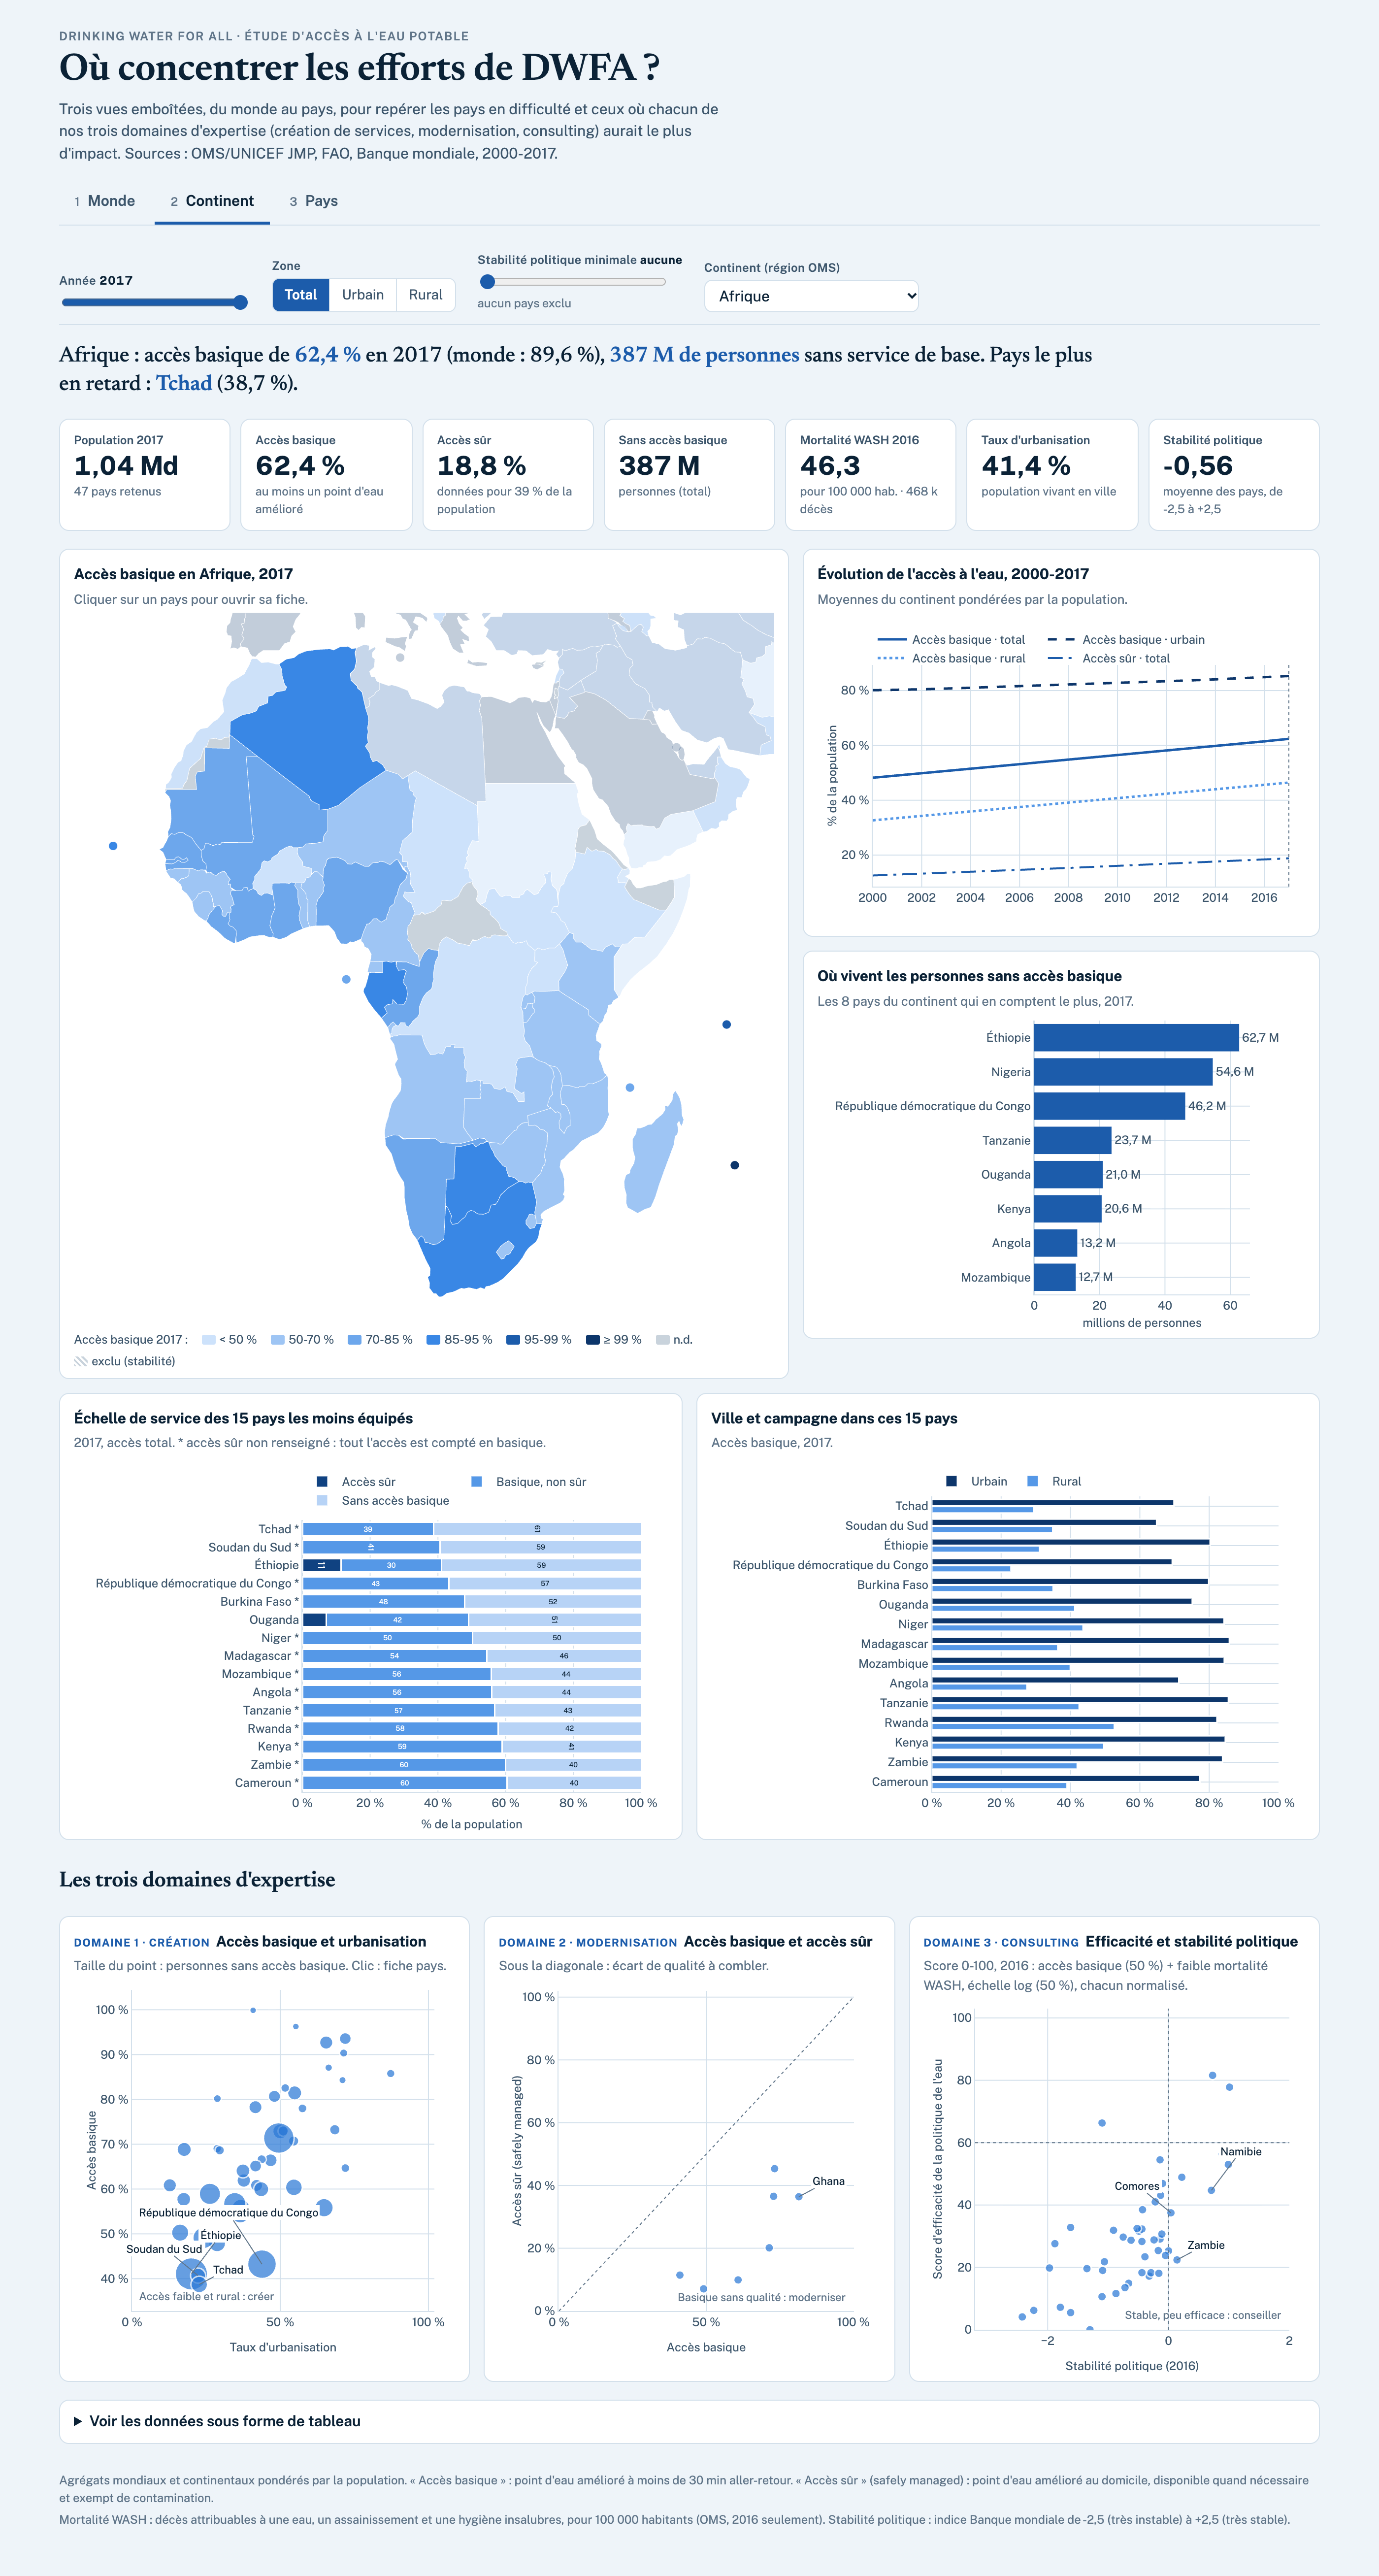 DRINKING WATER FOR ALL · ÉTUDE D'ACCÈS À L'EAU POTABLE
Où concentrer les efforts de DWFA ?
Trois vues emboîtées, du monde au pays, pour repérer les pays en difficulté et ceux où chacun de
nos trois domaines d'expertise (création de services, modernisation, consulting) aurait le plus
d'impact. Sources : OMS/UNICEF JMP, FAO, Banque mondiale, 2000-2017.
1 Monde
2 Continent
3 Pays
Année 2017
Zone
Total
Urbain
Rural
Stabilité politique minimale aucune
aucun pays exclu
Continent (région OMS)
Afrique
Afrique : accès basique de 62,4 % en 2017 (monde : 89,6 %), 387 M de personnes sans service de base. Pays le plus
en retard : Tchad (38,7 %).
Population 2017
1,04 Md
47 pays retenus
Accès basique
62,4 %
au moins un point d'eau
amélioré
Accès sûr
18,8 %
données pour 39 % de la
population
Sans accès basique
387 M
personnes (total)
Mortalité WASH 2016
46,3
pour 100 000 hab. · 468 k
décès
Taux d'urbanisation
41,4 %
population vivant en ville
Stabilité politique
-0,56
moyenne des pays, de
-2,5 à +2,5
Accès basique en Afrique, 2017
Cliquer sur un pays pour ouvrir sa fiche.
Accès basique 2017 :
< 50 %
50-70 %
70-85 %
85-95 %
95-99 %
≥ 99 %
n.d.
exclu (stabilité)
Évolution de l'accès à l'eau, 2000-2017
Moyennes du continent pondérées par la population.
Accès basique · total
Accès basique · urbain
Accès basique · rural
Accès sûr · total
% de la population
80 %
60 %
40 %
20 %
2000 2002 2004 2006 2008 2010 2012 2014 2016
Où vivent les personnes sans accès basique
Les 8 pays du continent qui en comptent le plus, 2017.
Éthiopie 62,7 M
Nigeria 54,6 M
République démocratique du Congo 46,2 M
Tanzanie 23,7 M
Ouganda 21,0 M
Kenya 20,6 M
Angola 13,2 M
Mozambique 12,7 M
0 20 40 60
millions de personnes
Échelle de service des 15 pays les moins équipés
2017, accès total. * accès sûr non renseigné : tout l'accès est compté en basique.
Accès sûr
Basique, non sûr
Sans accès basique
Tchad * 39 61
Soudan du Sud * 41 59
Éthiopie 11 30 59
République démocratique du Congo * 43 57
Burkina Faso * 48 52
Ouganda 42 51
Niger * 50 50
Madagascar * 54 46
Mozambique * 56 44
Angola * 56 44
Tanzanie * 57 43
Rwanda * 58 42
Kenya * 59 41
Zambie * 60 40
Cameroun * 60 40
0 % 20 % 40 % 60 % 80 % 100 %
% de la population
Ville et campagne dans ces 15 pays
Accès basique, 2017.
Urbain
Rural
Tchad
Soudan du Sud
Éthiopie
République démocratique du Congo
Burkina Faso
Ouganda
Niger
Madagascar
Mozambique
Angola
Tanzanie
Rwanda
Kenya
Zambie
Cameroun
0 % 20 % 40 % 60 % 80 % 100 %
Les trois domaines d'expertise
DOMAINE 1 · CRÉATION Accès basique et urbanisation
Taille du point : personnes sans accès basique. Clic : fiche pays.
Accès basique
100 %
90 %
80 %
70 %
60 %
50 %
40 %
République démocratique du Congo
Éthiopie
Soudan du Sud
Tchad
Accès faible et rural : créer
0 % 50 % 100 %
Taux d'urbanisation
DOMAINE 2 · MODERNISATION Accès basique et accès sûr
Sous la diagonale : écart de qualité à combler.
Accès sûr (safely managed)
100 %
80 %
60 %
40 %
20 %
0 %
Ghana
Basique sans qualité : moderniser
0 % 50 % 100 %
Accès basique
DOMAINE 3 · CONSULTING Efficacité et stabilité politique
Score 0-100, 2016 : accès basique (50 %) + faible mortalité
WASH, échelle log (50 %), chacun normalisé.
Score d'efficacité de la politique de l'eau
100
80
60
40
20
0
Namibie
Comores
Zambie
Stable, peu efficace : conseiller
−2 0 2
Stabilité politique (2016)
Voir les données sous forme de tableau
Agrégats mondiaux et continentaux pondérés par la population. « Accès basique » : point d'eau amélioré à moins de 30 min aller-retour. « Accès sûr » (safely managed) : point d'eau amélioré au domicile, disponible quand nécessaire
et exempt de contamination.
Mortalité WASH : décès attribuables à une eau, un assainissement et une hygiène insalubres, pour 100 000 habitants (OMS, 2016 seulement). Stabilité politique : indice Banque mondiale de -2,5 (très instable) à +2,5 (très stable).